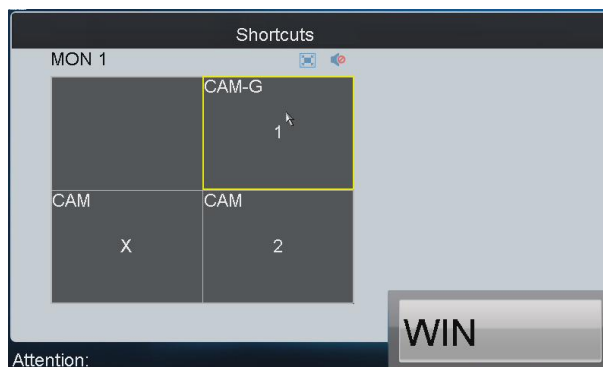 Shortcuts
MON 1
CAM-G
1
CAM
CAM
X
2
WIN
Attention: